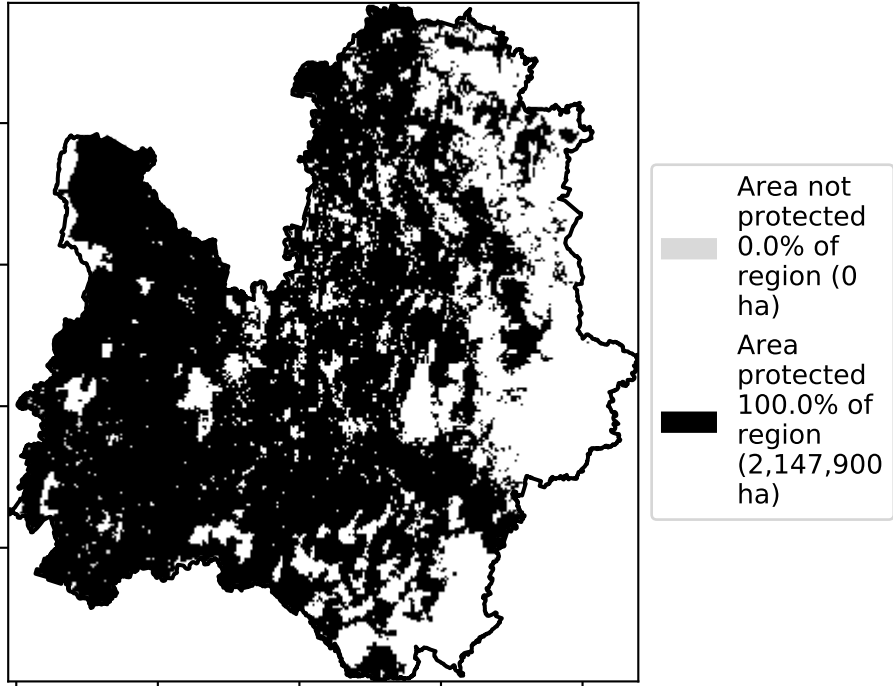 Area not
protected
0.0% of
region (0
ha)
Area
protected
100.0% of
region
(2,147,900
ha)